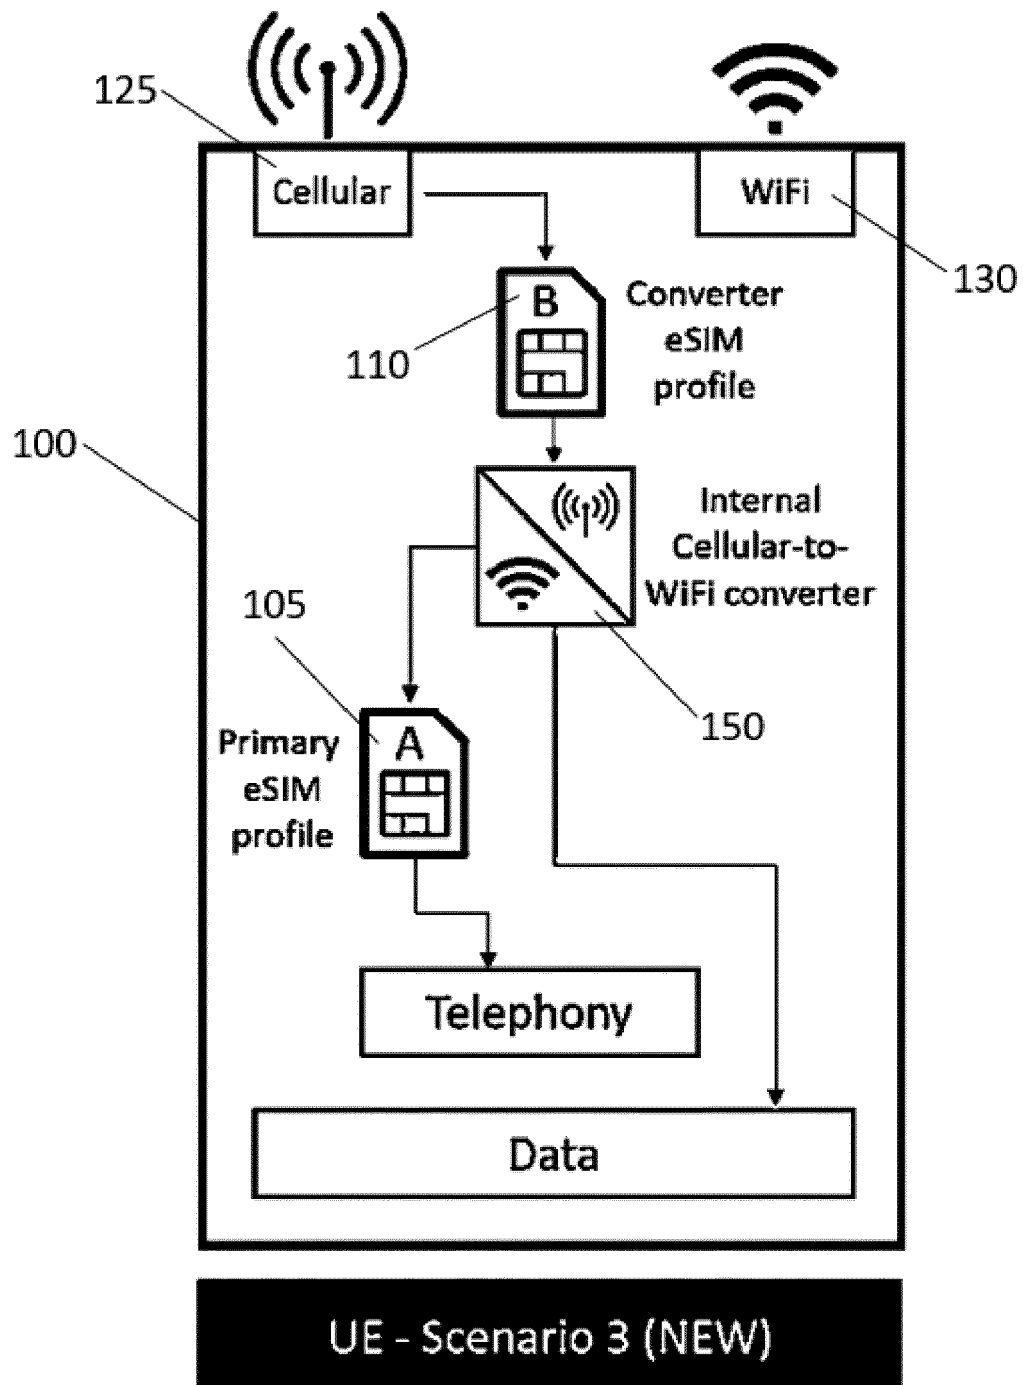 125
Cellular
WiFi
130
B
Converter
eSIM
profile
110
100
Internal
Cellular-to-
WiFi converter
105
150
A
Primary
eSIM
profile
Telephony
Data
UE - Scenario 3 (NEW)